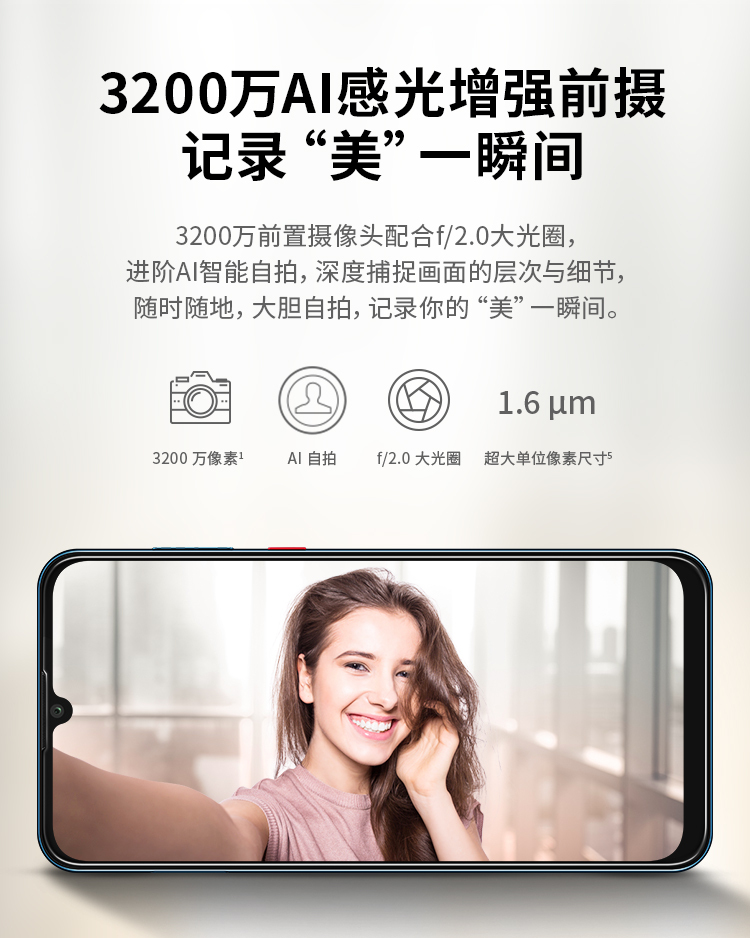 3200万AI感光增强前摄
记录“美”一瞬间
3200万前置摄像头配合f/2.0大光圈，
进阶AI智能自拍，深度捕捉画面的层次与细节，
随时随地，大胆自拍，记录你的“美”一瞬间。
1.6 μm
3200 万像素¹
AI 自拍
f/2.0 大光圈
超大单位像素尺寸⁵